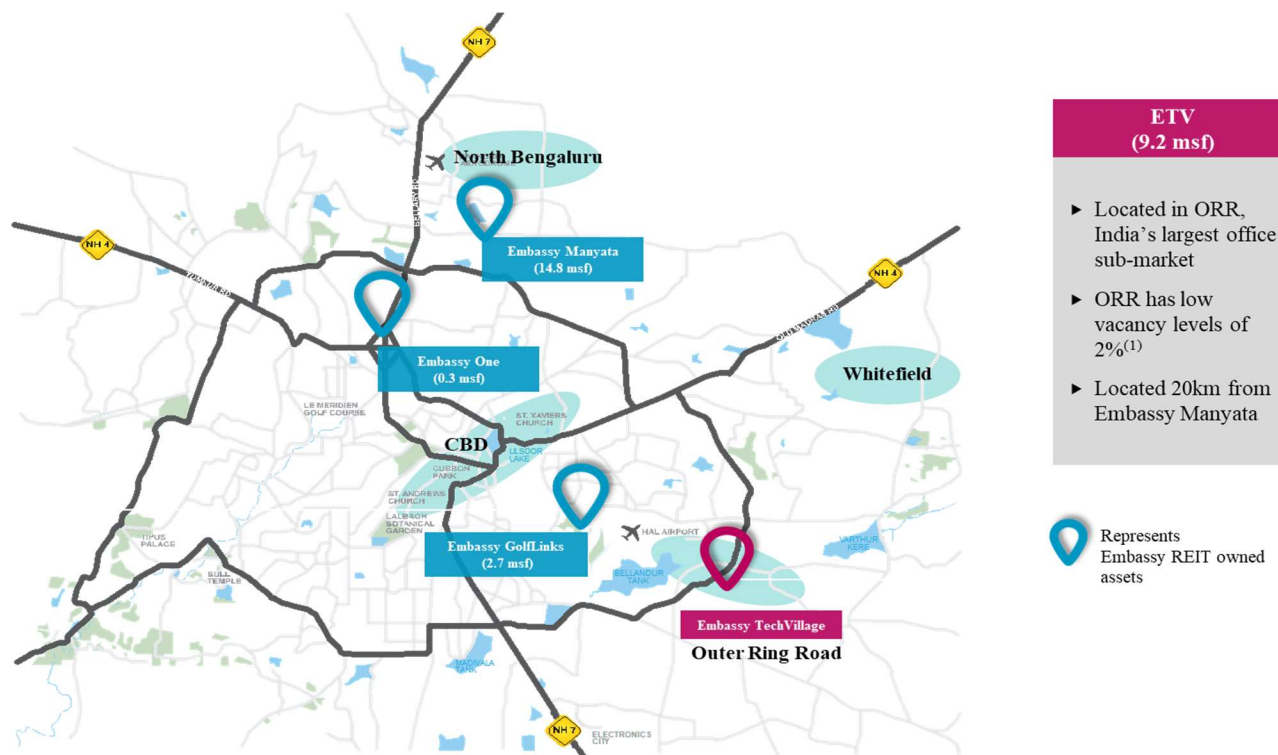 NH 7
North Bengaluru
Embassy Manyata
(14.8 msf)
NH 4
TUMKUR RD
NH 4
OLD MADRAS RD
Embassy One
(0.3 msf)
Whitefield
LE MERIDIEN
GOLF COURSE
ST. XAVIERS
CHURCH
CBD
ULSOOR
LAKE
CUBBON
PARK
ST. ANDREWS
CHURCH
LALBAGH
BOTANICAL
GARDEN
TIPUS
PALACE
BULL
TEMPLE
HAL AIRPORT
Embassy GolfLinks
(2.7 msf)
VARTHUR
KERE
BELLANDUR
TANK
Embassy TechVillage
Outer Ring Road
MADIVALA
TANK
NH 7
ELECTRONICS
CITY
ETV
(9.2 msf)
► Located in ORR,
India’s largest office
sub-market
► ORR has low
vacancy levels of
2%(1)
► Located 20km from
Embassy Manyata
Represents
Embassy REIT owned
assets